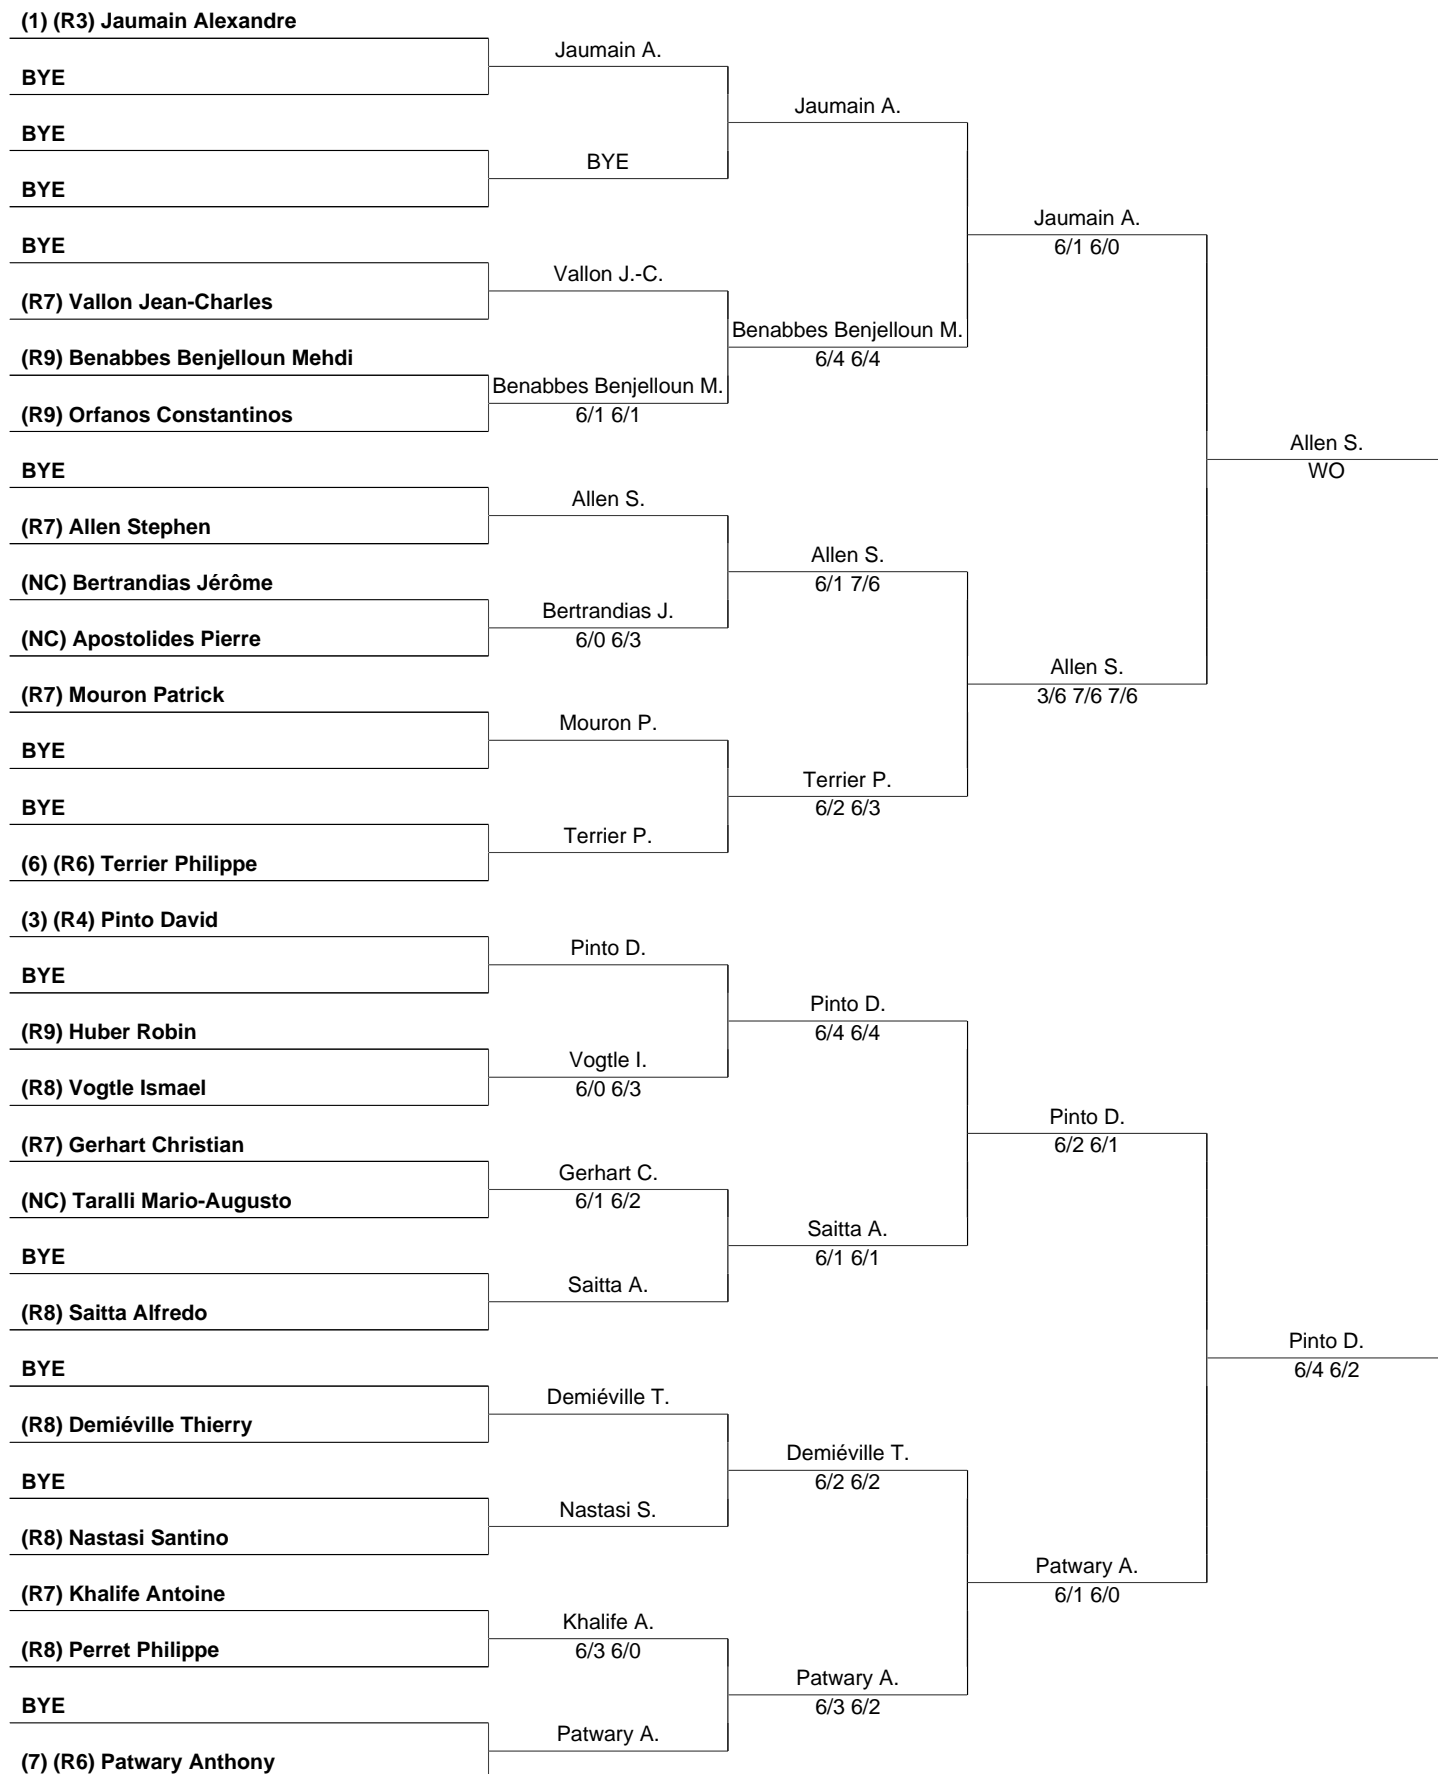 (1) (R3) Jaumain Alexandre
Jaumain A.
BYE
Jaumain A.
BYE
BYE
BYE
Jaumain A.
BYE
6/1 6/0
Vallon J.-C.
(R7) Vallon Jean-Charles
Benabbes Benjelloun M.
(R9) Benabbes Benjelloun Mehdi
6/4 6/4
Benabbes Benjelloun M.
(R9) Orfanos Constantinos
6/1 6/1
Allen S.
BYE
WO
Allen S.
(R7) Allen Stephen
Allen S.
(NC) Bertrandias Jérôme
6/1 7/6
Bertrandias J.
(NC) Apostolides Pierre
6/0 6/3
Allen S.
(R7) Mouron Patrick
3/6 7/6 7/6
Mouron P.
BYE
Terrier P.
BYE
6/2 6/3
Terrier P.
(6) (R6) Terrier Philippe
(3) (R4) Pinto David
Pinto D.
BYE
Pinto D.
(R9) Huber Robin
6/4 6/4
Vogtle I.
(R8) Vogtle Ismael
6/0 6/3
Pinto D.
(R7) Gerhart Christian
6/2 6/1
Gerhart C.
(NC) Taralli Mario-Augusto
6/1 6/2
Saitta A.
BYE
6/1 6/1
Saitta A.
(R8) Saitta Alfredo
Pinto D.
BYE
6/4 6/2
Demiéville T.
(R8) Demiéville Thierry
Demiéville T.
BYE
6/2 6/2
Nastasi S.
(R8) Nastasi Santino
Patwary A.
(R7) Khalife Antoine
6/1 6/0
Khalife A.
(R8) Perret Philippe
6/3 6/0
Patwary A.
BYE
6/3 6/2
Patwary A.
(7) (R6) Patwary Anthony